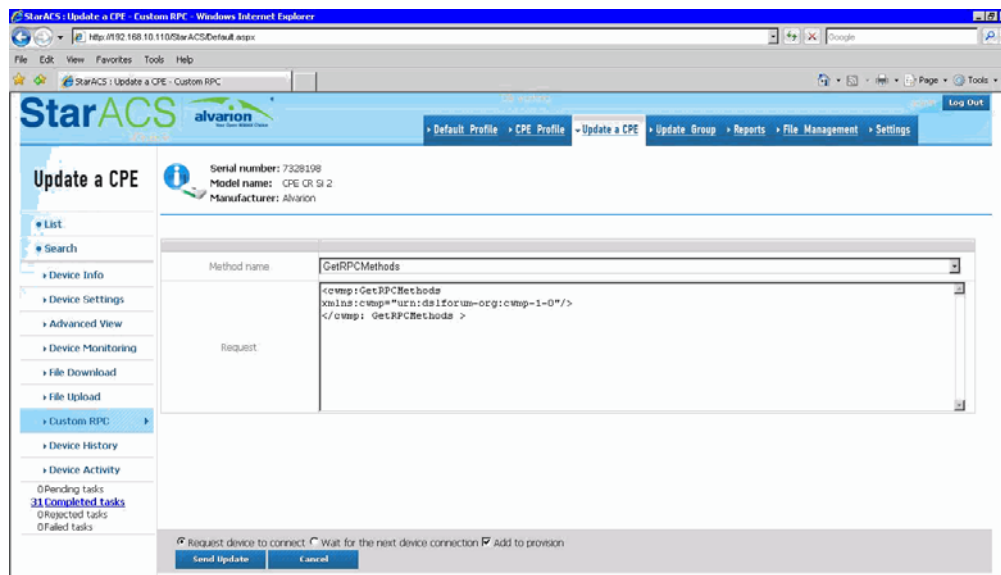 StarACS : Update a CPE - Custom RPC - Windows Internet Explorer
http://192.168.10.110/StarACS/Default.aspx
Google
File Edit View Favorites Tools Help
StarACS : Update a CPE - Custom RPC
Page Tools
StarACS alvarion
Log Out
Default Profile CPE Profile Update a CPE Update Group Reports File Management Settings
Update a CPE
Serial number: 7328198
Model name: CPE CR SI 2
Manufacturer: Alvarion
List
Search
Device Info
Device Settings
Advanced View
Device Monitoring
File Download
File Upload
Custom RPC
Device History
Device Activity
0 Pending tasks
31 Completed tasks
0 Rejected tasks
0 Failed tasks
Method name
GetRPCMethods
Request
<cwmp:GetRPCMethods
xmlns:cwmp="urn:dslforum-org:cwmp-1-0"/>
</cwmp: GetRPCMethods >
Request device to connect Wait for the next device connection Add to provision
Send Update Cancel